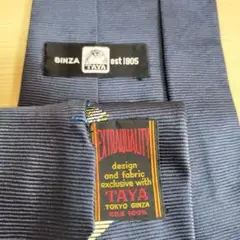 GINZA TAYA est 1905
EXTRAQUALITY
design
and fabric
exclusive with
TAYA
TOKYO GINZA
SILK 100%